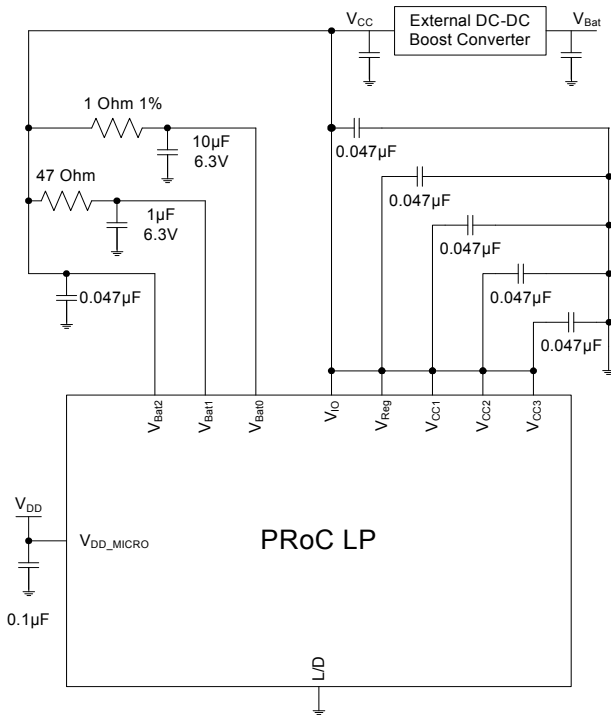 V_CC
External DC-DC
Boost Converter
V_Bat
1 Ohm 1%
10µF
6.3V
0.047µF
47 Ohm
1µF
6.3V
0.047µF
0.047µF
0.047µF
0.047µF
0.047µF
V_Bat2
V_Bat1
V_Bat0
V_IO
V_Reg
V_CC1
V_CC2
V_CC3
V_DD
V_DD_MICRO
PRoC LP
0.1µF
L/D